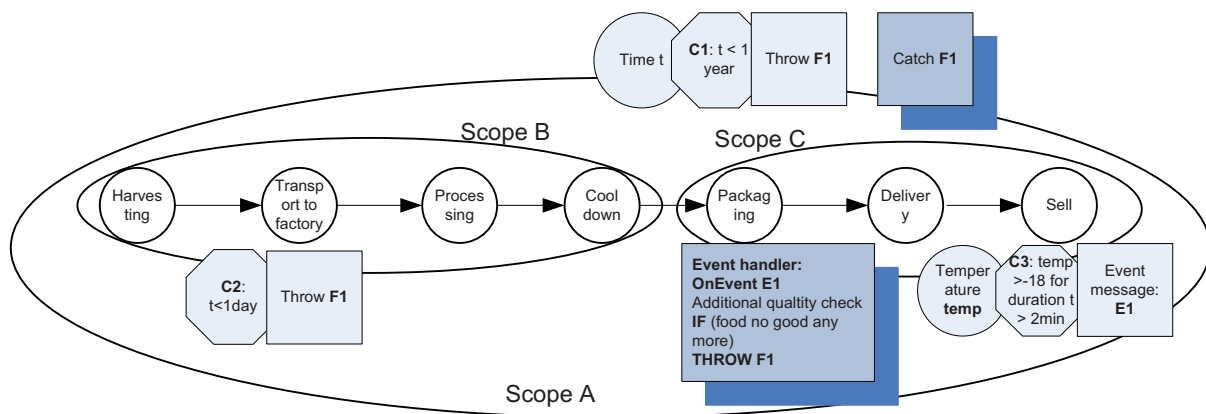 Time t
C1: t < 1
year
Throw F1
Catch F1
Scope B
Scope C
Harves
ting
Transp
ort to
factory
Proces
sing
Cool
down
Packag
ing
Deliver
y
Sell
C2:
t<1day
Throw F1
Event handler:
OnEvent E1
Additional qualtity check
IF (food no good any
more)
THROW F1
Temper
ature
temp
C3: temp
>-18 for
duration t
> 2min
Event
message:
E1
Scope A